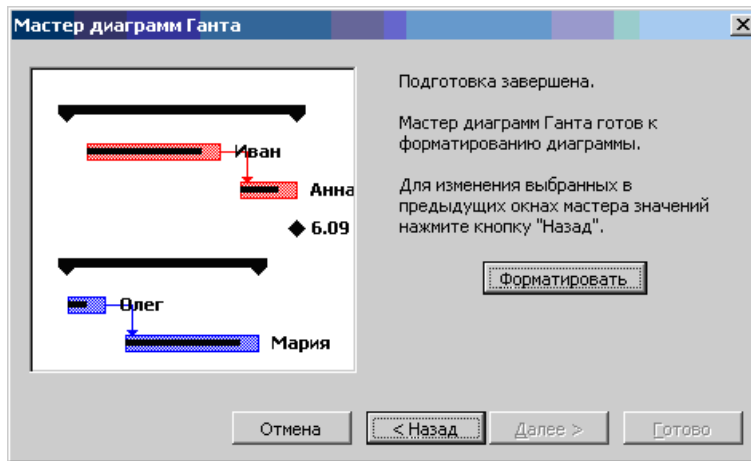 Мастер диаграмм Ганта
Иван
Анна
6.09
Олег
Мария
Подготовка завершена.
Мастер диаграмм Ганта готов к
форматированию диаграммы.
Для изменения выбранных в
предыдущих окнах мастера значений
нажмите кнопку "Назад".
Форматировать
Отмена
< Назад
Далее >
Готово